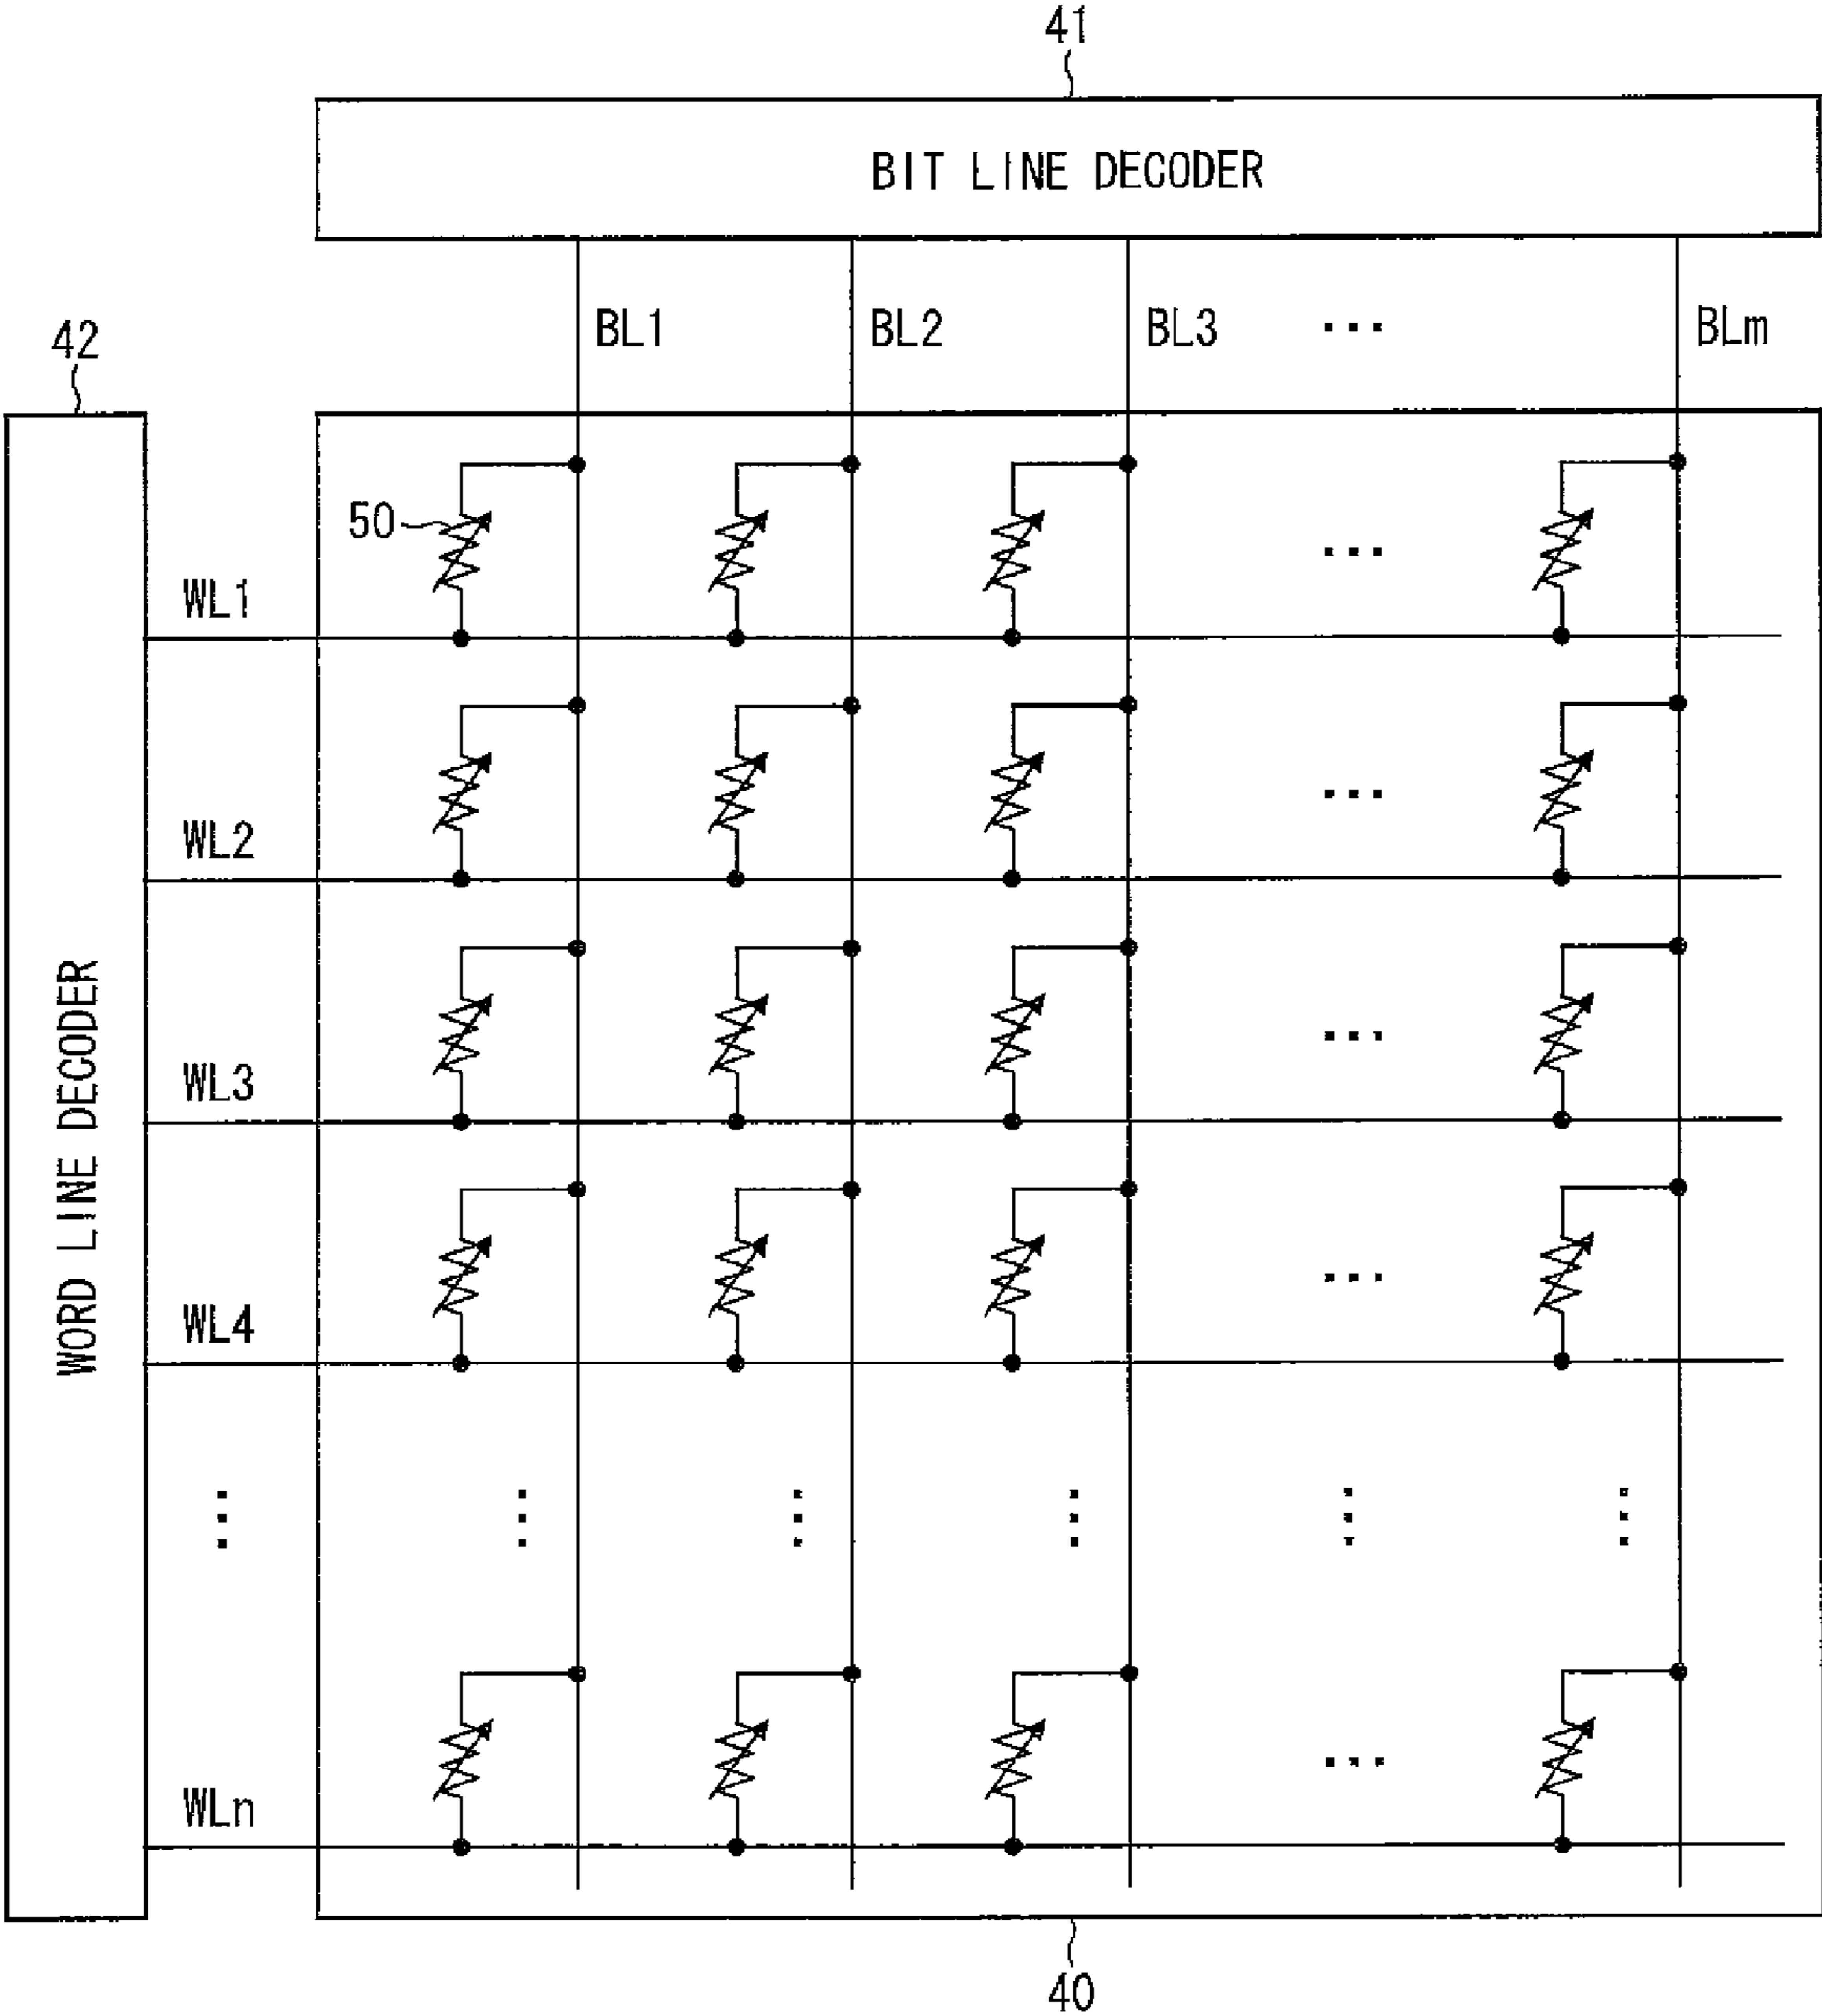 41
BIT LINE DECODER
BL1 BL2 BL3 ... BLm
42
50
...
WL1
...
WL2
...
WORD LINE DECODER
WL3
...
WL4
...
WLn
40